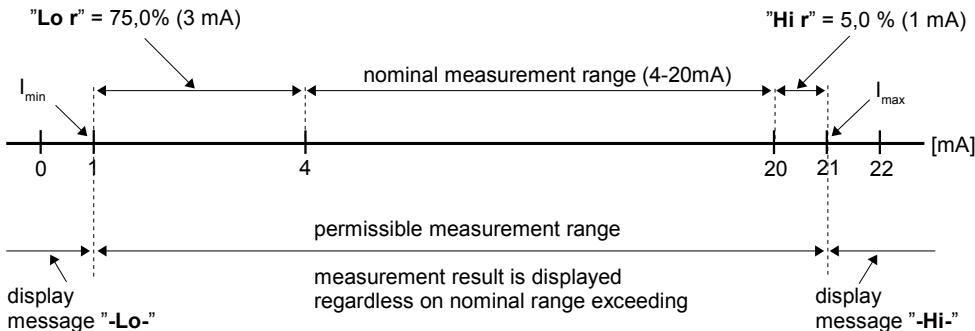 "Lo r" = 75,0% (3 mA)
"Hi r" = 5,0 % (1 mA)
nominal measurement range (4-20mA)
Imin
Imax
[mA]
0 1 4 20 21 22
permissible measurement range
measurement result is displayed
regardless on nominal range exceeding
display
message "-Lo-"
display
message "-Hi-"